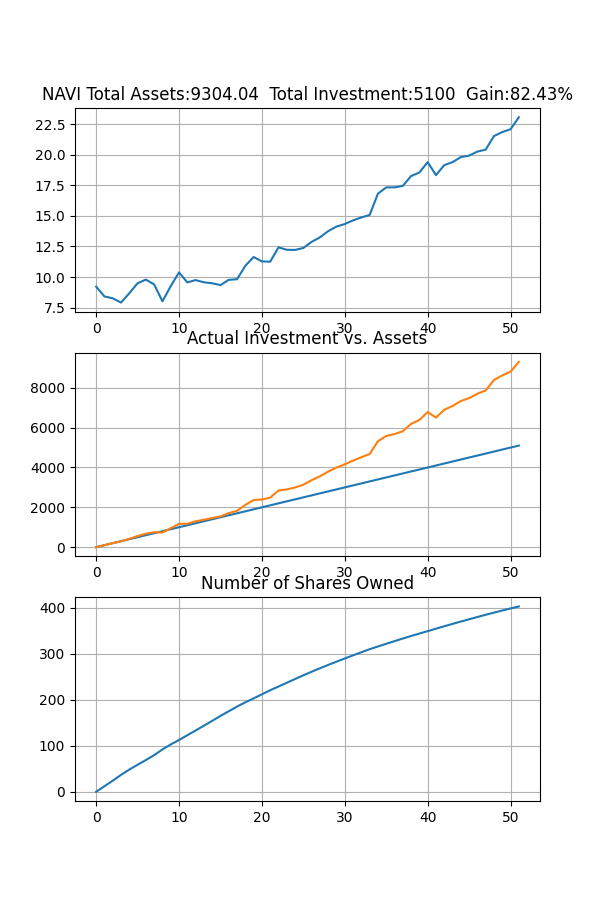 NAVI Total Assets:9304.04  Total Investment:5100  Gain:82.43%
22.5
20.0
17.5
15.0
12.5
10.0
7.5
0 10 20 30 40 50
Actual Investment vs. Assets
8000
6000
4000
2000
0
0 10 20 30 40 50
Number of Shares Owned
400
300
200
100
0
0 10 20 30 40 50